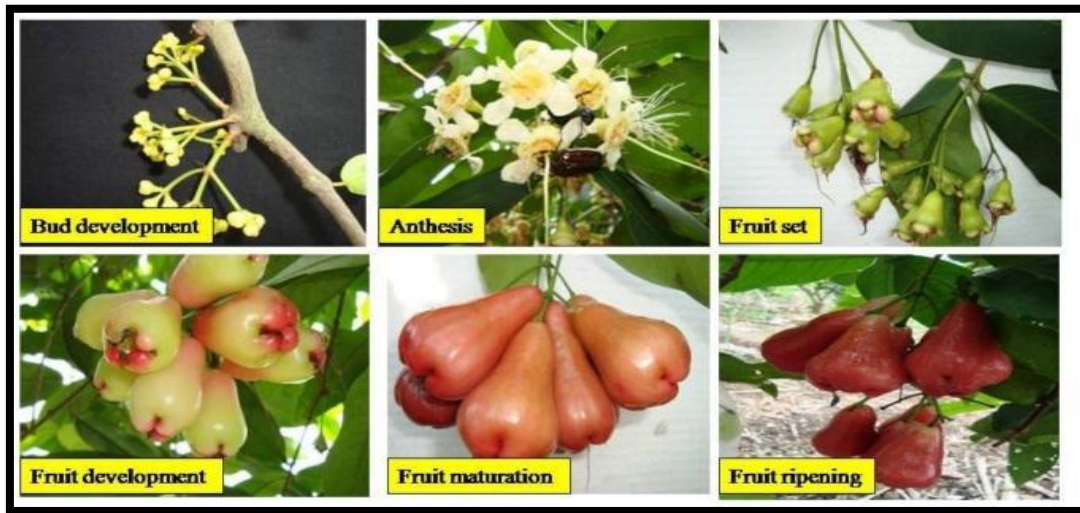 Bud development
Anthesis
Fruit set
Fruit development
Fruit maturation
Fruit ripening